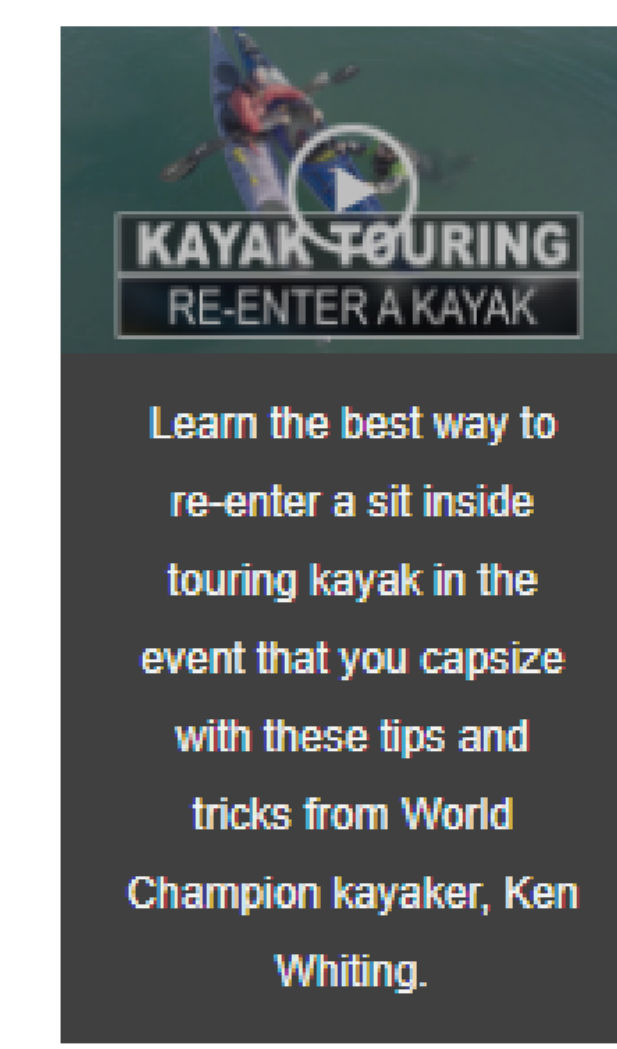 KAYAK TOURING
RE-ENTER A KAYAK
Learn the best way to
re-enter a sit inside
touring kayak in the
event that you capsize
with these tips and
tricks from World
Champion kayaker, Ken
Whiting.